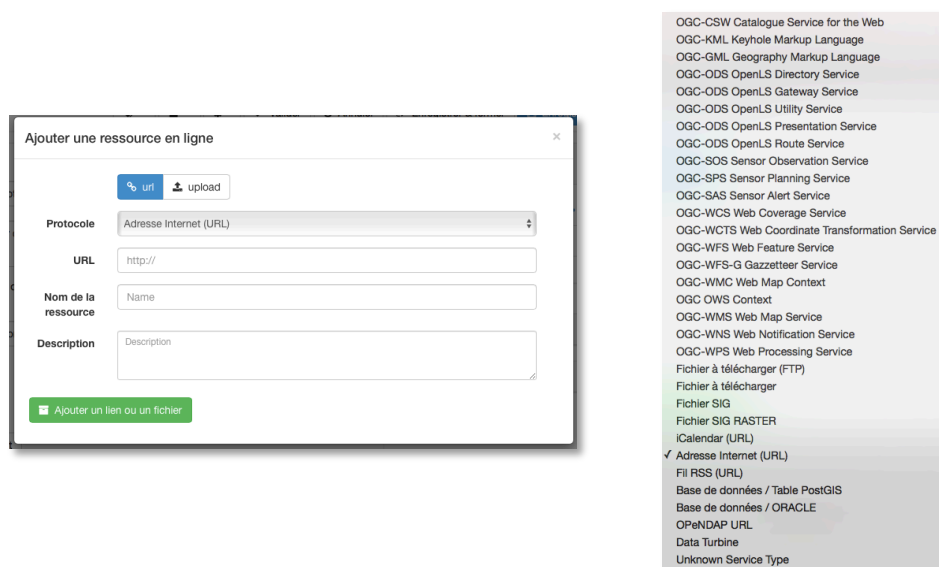 Ajouter une ressource en ligne ×
url upload
Protocole Adresse Internet (URL)
URL http://
Nom de la Name
ressource
Description Description
Ajouter un lien ou un fichier
OGC-CSW Catalogue Service for the Web
OGC-KML Keyhole Markup Language
OGC-GML Geography Markup Language
OGC-ODS OpenLS Directory Service
OGC-ODS OpenLS Gateway Service
OGC-ODS OpenLS Utility Service
OGC-ODS OpenLS Presentation Service
OGC-ODS OpenLS Route Service
OGC-SOS Sensor Observation Service
OGC-SPS Sensor Planning Service
OGC-SAS Sensor Alert Service
OGC-WCS Web Coverage Service
OGC-WCTS Web Coordinate Transformation Service
OGC-WFS Web Feature Service
OGC-WFS-G Gazzetteer Service
OGC-WMC Web Map Context
OGC OWS Context
OGC-WMS Web Map Service
OGC-WNS Web Notification Service
OGC-WPS Web Processing Service
Fichier à télécharger (FTP)
Fichier à télécharger
Fichier SIG
Fichier SIG RASTER
iCalendar (URL)
✓ Adresse Internet (URL)
Fil RSS (URL)
Base de données / Table PostGIS
Base de données / ORACLE
OPeNDAP URL
Data Turbine
Unknown Service Type